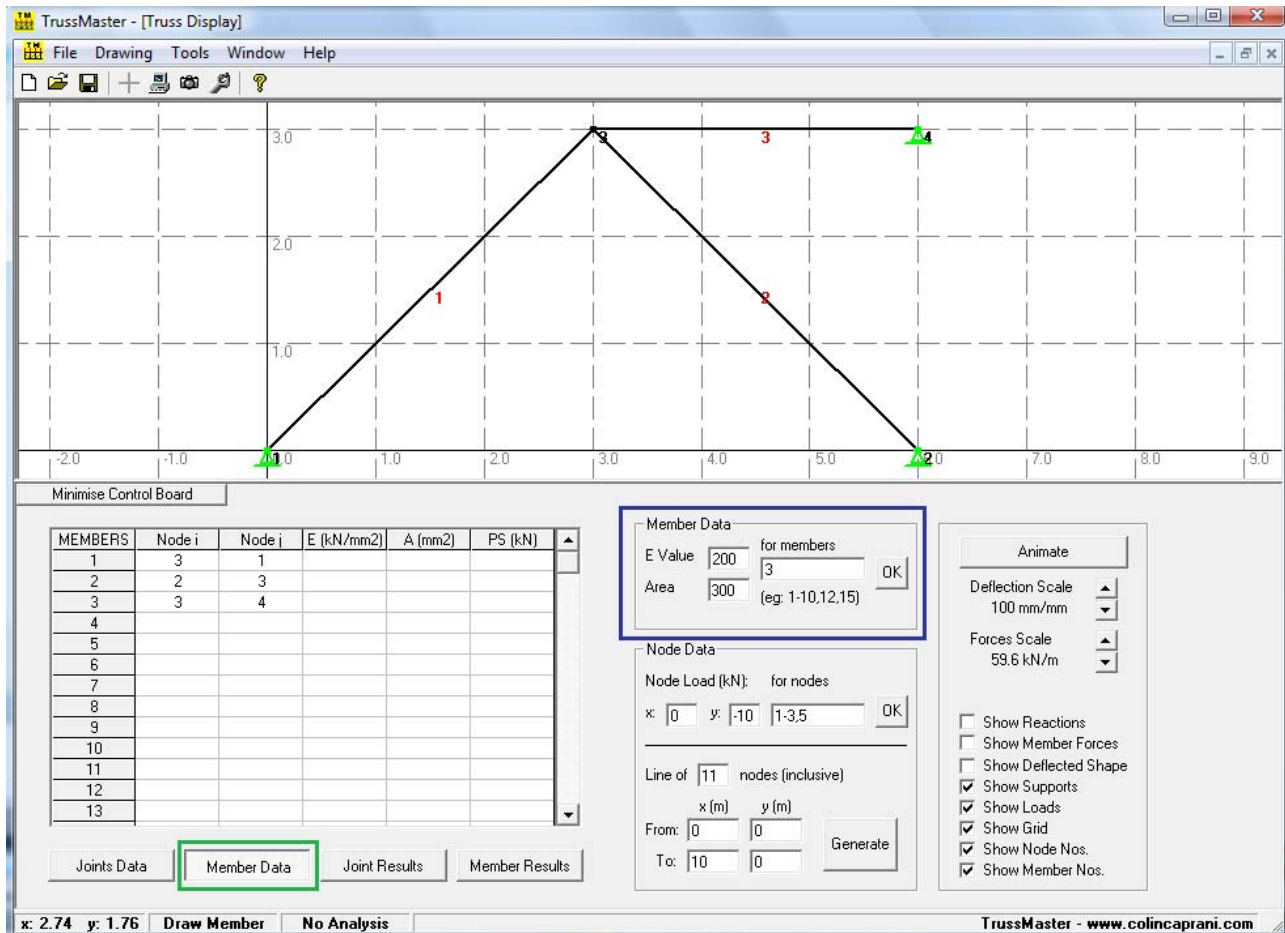 TrussMaster - [Truss Display]
File Drawing Tools Window Help
3.0
3
3
4
2.0
1
2
1.0
-2.0 -1.0 1 .0 1.0 2.0 3.0 4.0 5.0 2 0 7.0 8.0 9.0
Minimise Control Board
MEMBERS Node i Node j E (kN/mm2) A (mm2) PS (kN)
1 3 1
2 2 3
3 3 4
4
5
6
7
8
9
10
11
12
13
Joints Data Member Data Joint Results Member Results
Member Data
E Value 200 for members
3
OK
Area 300 (eg: 1-10,12,15)
Node Data
Node Load (kN): for nodes
x: 0 y: -10 1-3,5 OK
Line of 11 nodes (inclusive)
x (m) y (m)
From: 0 0
To: 10 0
Generate
Animate
Deflection Scale
100 mm/mm
Forces Scale
59.6 kN/m
Show Reactions
Show Member Forces
Show Deflected Shape
Show Supports
Show Loads
Show Grid
Show Node Nos.
Show Member Nos.
x: 2.74 y: 1.76 Draw Member No Analysis TrussMaster - www.colincaprani.com